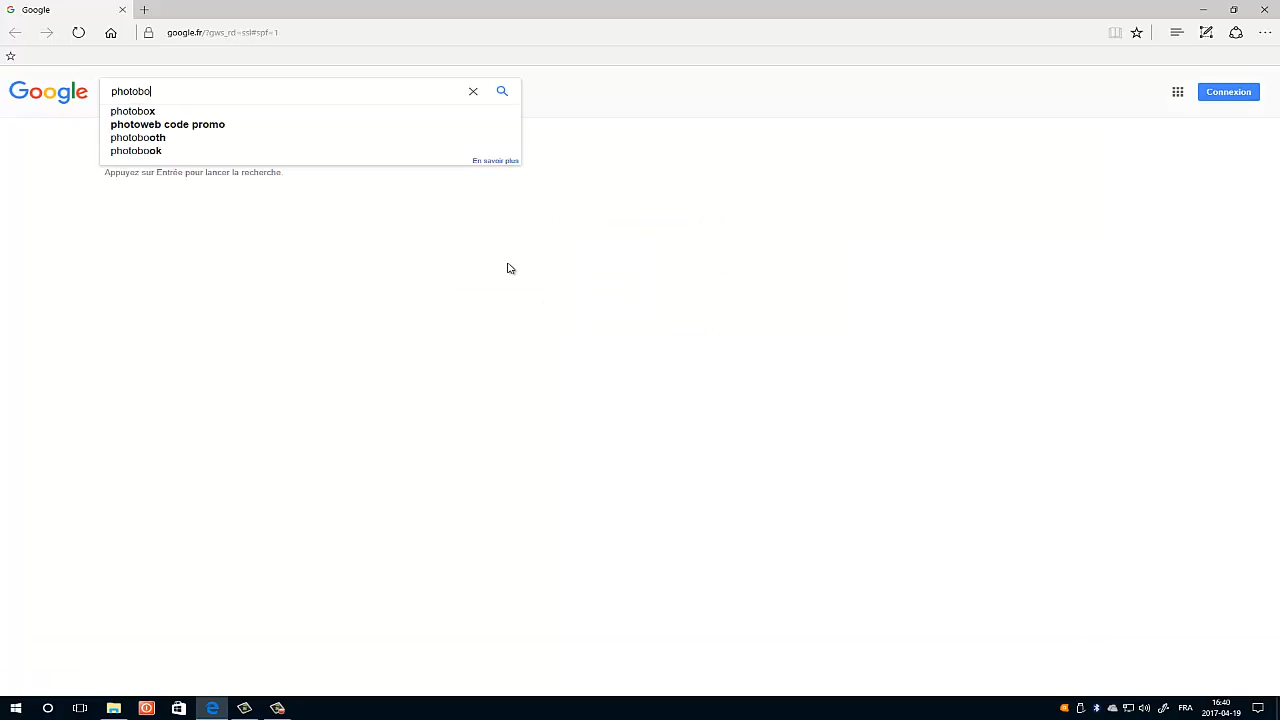 Google
google.fr/?gws_rd=ssl#spf=1
Google
photobo
Connexion
photobox
photoweb code promo
photobooth
photobook
En savoir plus
Appuyez sur Entrée pour lancer la recherche.
FRA
16:40
2017-04-19